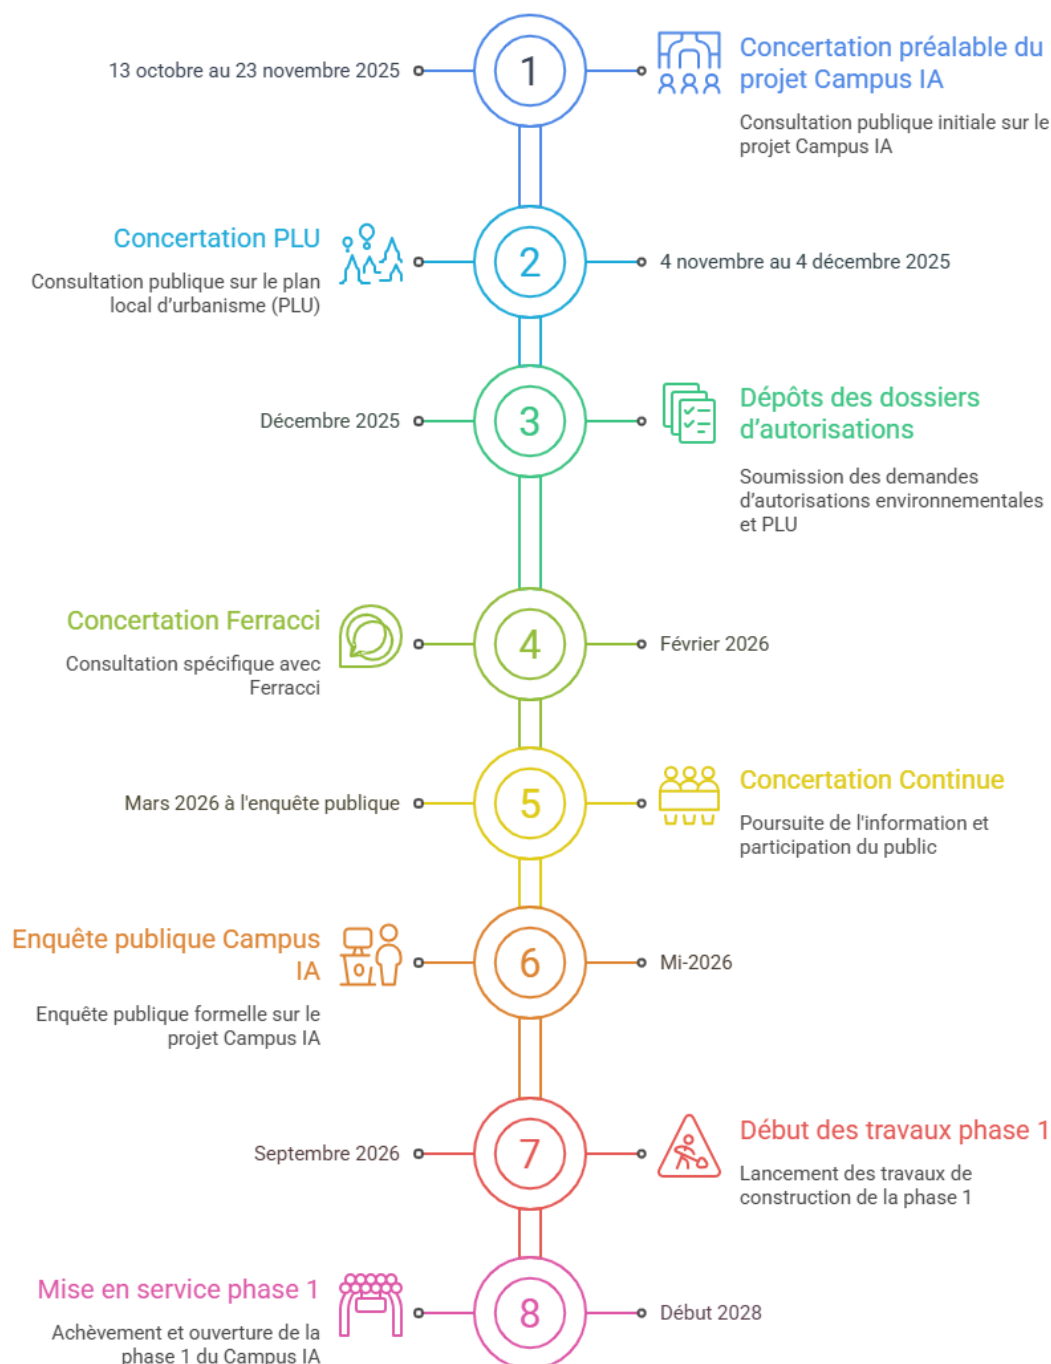 13 octobre au 23 novembre 2025
1
Concertation préalable du
projet Campus IA
Consultation publique initiale sur le
projet Campus IA
Concertation PLU
Consultation publique sur le plan
local d'urbanisme (PLU)
2
4 novembre au 4 décembre 2025
Décembre 2025
3
Dépôts des dossiers
d'autorisations
Soumission des demandes
d'autorisations environnementales
et PLU
Concertation Ferracci
Consultation spécifique avec
Ferracci
4
Février 2026
Mars 2026 à l'enquête publique
5
Concertation Continue
Poursuite de l'information et
participation du public
Enquête publique Campus
IA
Enquête publique formelle sur le
projet Campus IA
6
Mi-2026
Septembre 2026
7
Début des travaux phase 1
Lancement des travaux de
construction de la phase 1
Mise en service phase 1
Achèvement et ouverture de la
phase 1 du Campus IA
8
Début 2028